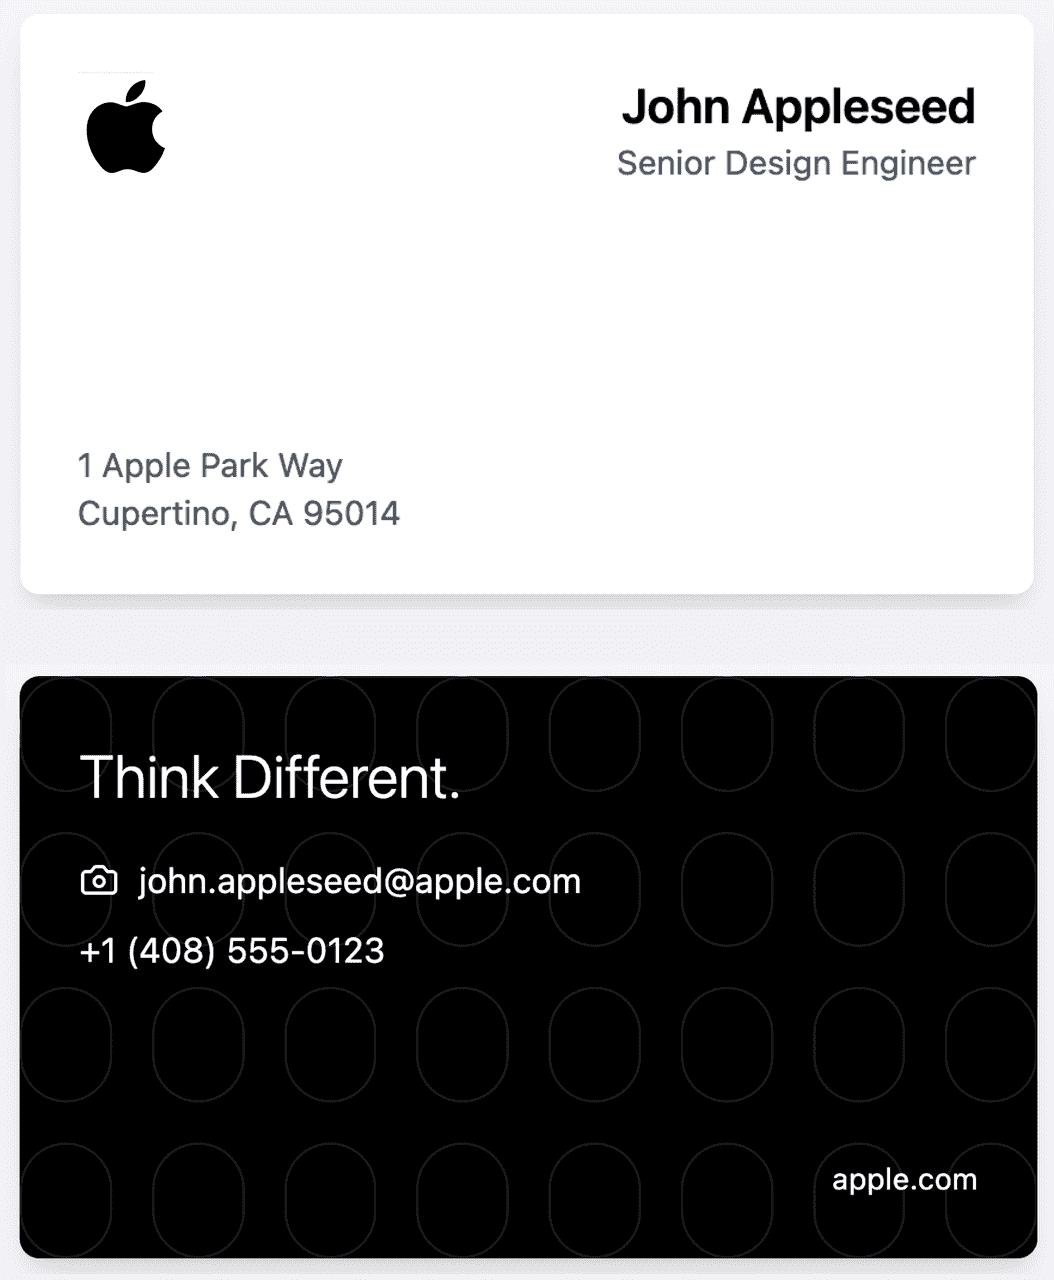 John Appleseed
Senior Design Engineer
1 Apple Park Way
Cupertino, CA 95014
Think Different.
john.appleseed@apple.com
+1 (408) 555-0123
apple.com